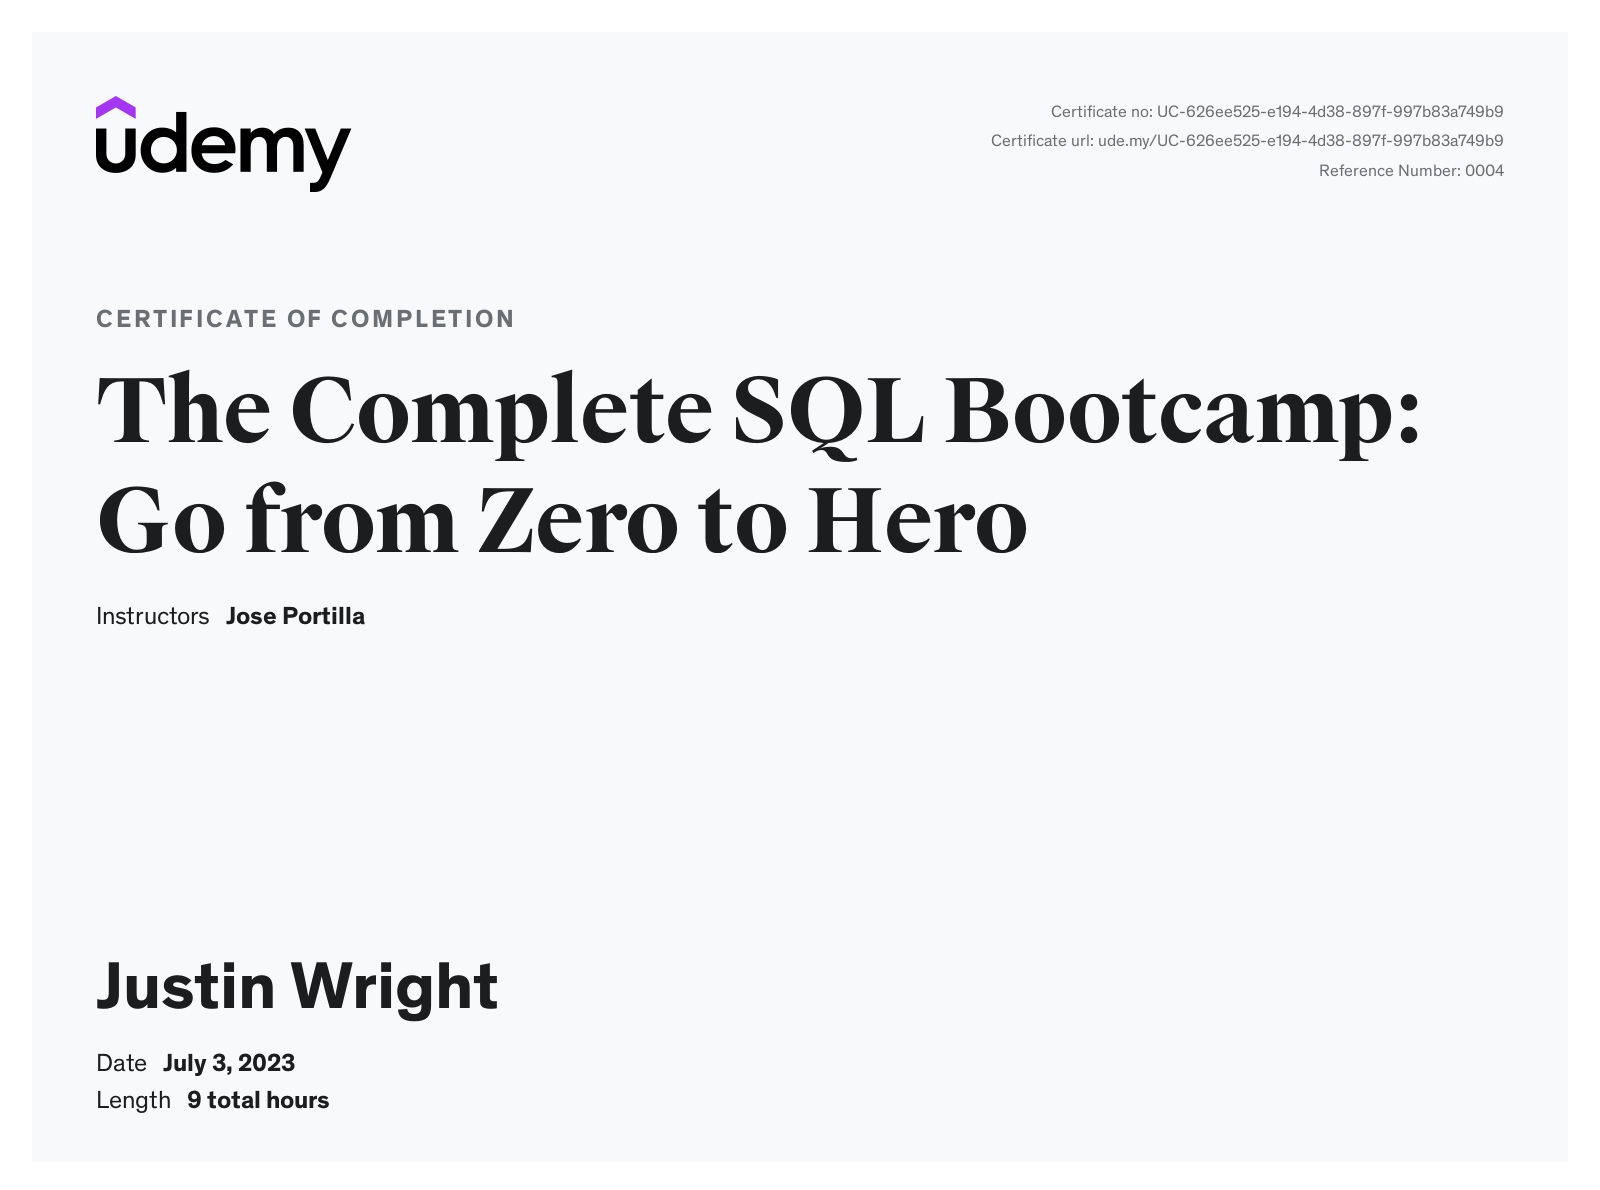 udemy
Certificate no: UC-626ee525-e194-4d38-897f-997b83a749b9
Certificate url: ude.my/UC-626ee525-e194-4d38-897f-997b83a749b9
Reference Number: 0004
CERTIFICATE OF COMPLETION
The Complete SQL Bootcamp:
Go from Zero to Hero
Instructors Jose Portilla
Justin Wright
Date July 3, 2023
Length 9 total hours